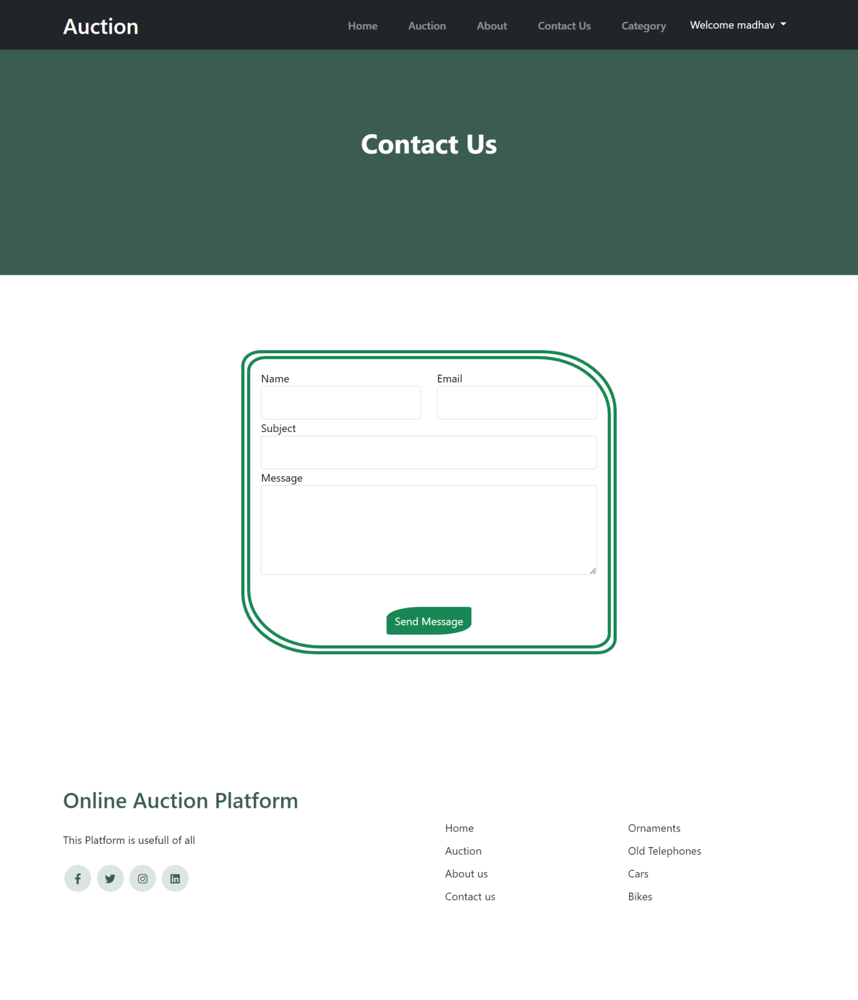 Auction
Home Auction About Contact Us Category Welcome madhav
Contact Us
Name Email
Subject
Message
Send Message
Online Auction Platform
This Platform is usefull of all
Home
Auction
About us
Contact us
Ornaments
Old Telephones
Cars
Bikes